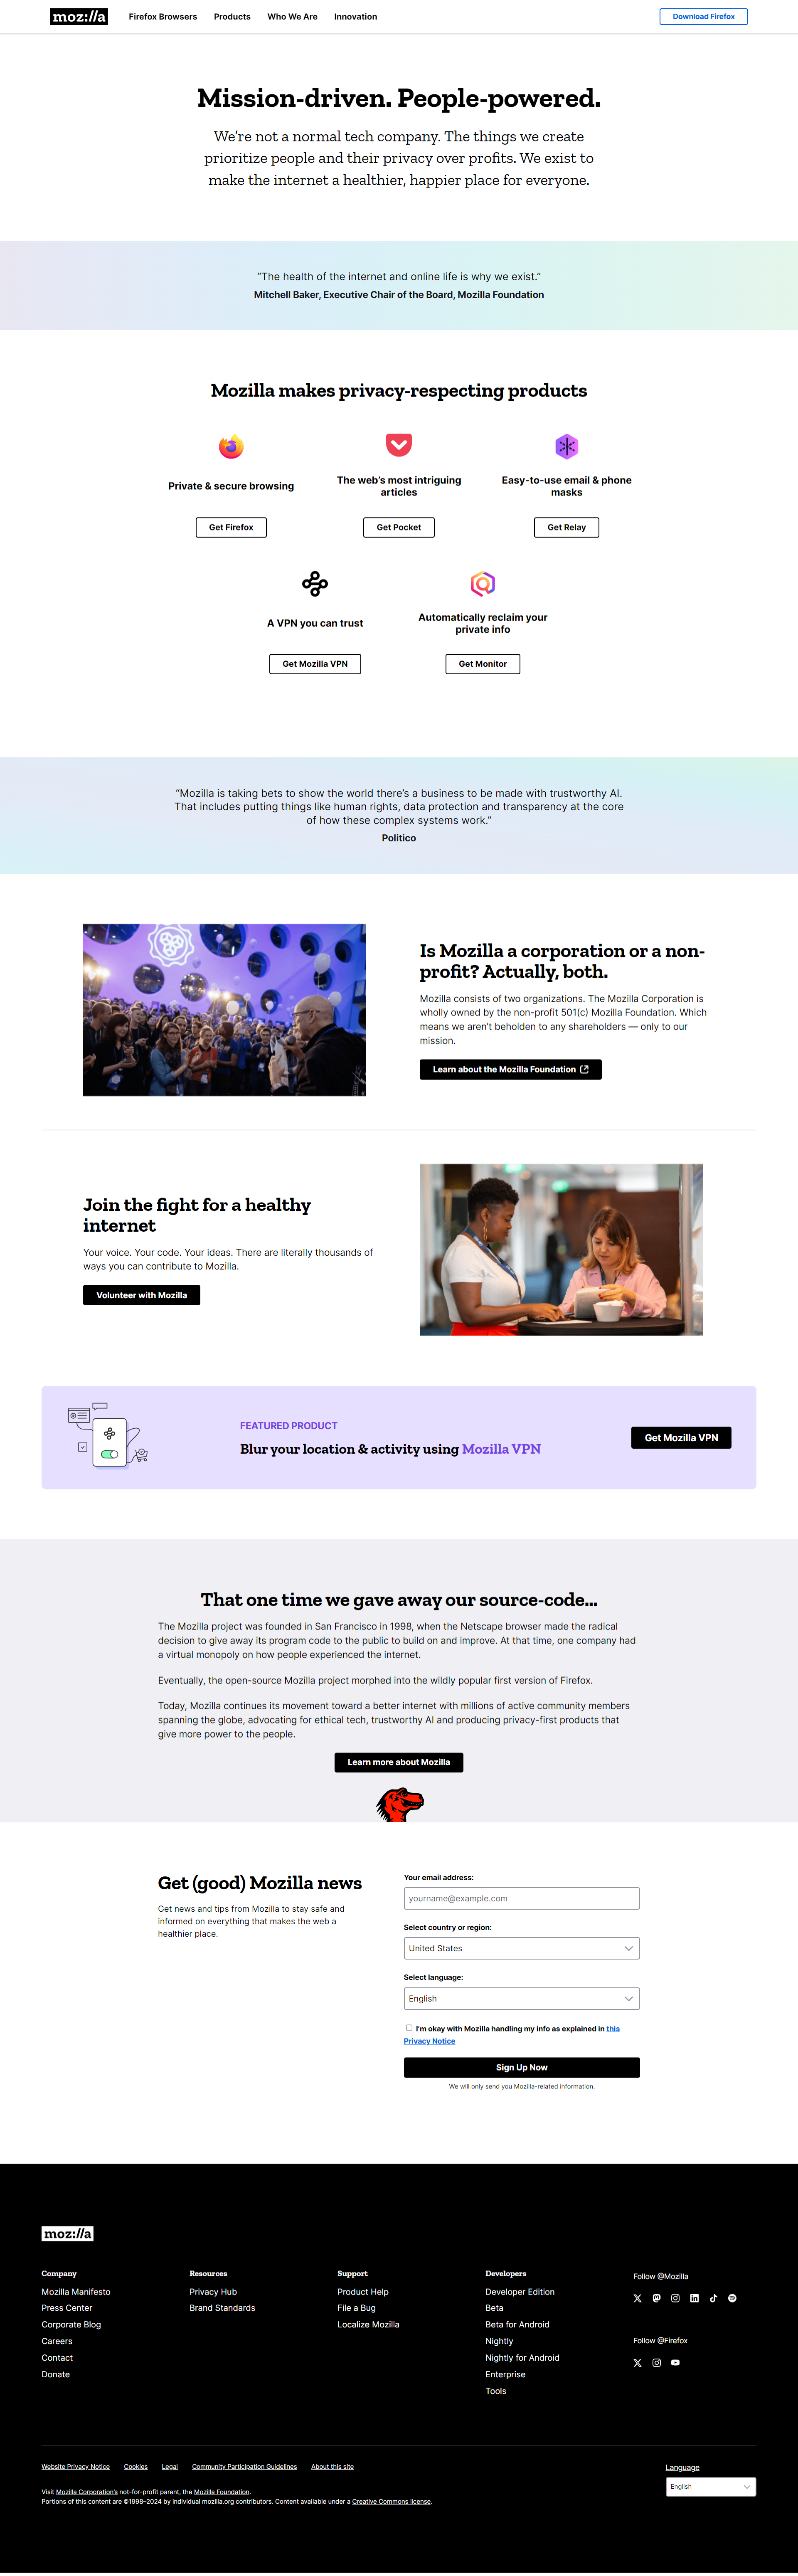 moz://a
Firefox Browsers
Products
Who We Are
Innovation
Download Firefox
Mission-driven. People-powered.
We’re not a normal tech company. The things we create
prioritize people and their privacy over profits. We exist to
make the internet a healthier, happier place for everyone.
“The health of the internet and online life is why we exist.”
Mitchell Baker, Executive Chair of the Board, Mozilla Foundation
Mozilla makes privacy-respecting products
Private & secure browsing
Get Firefox
The web’s most intriguing
articles
Get Pocket
Easy-to-use email & phone
masks
Get Relay
A VPN you can trust
Get Mozilla VPN
Automatically reclaim your
private info
Get Monitor
“Mozilla is taking bets to show the world there’s a business to be made with trustworthy AI.
That includes putting things like human rights, data protection and transparency at the core
of how these complex systems work.”
Politico
Is Mozilla a corporation or a non-
profit? Actually, both.
Mozilla consists of two organizations. The Mozilla Corporation is
wholly owned by the non-profit 501(c) Mozilla Foundation. Which
means we aren’t beholden to any shareholders — only to our
mission.
Learn about the Mozilla Foundation
Join the fight for a healthy
internet
Your voice. Your code. Your ideas. There are literally thousands of
ways you can contribute to Mozilla.
Volunteer with Mozilla
FEATURED PRODUCT
Blur your location & activity using Mozilla VPN
Get Mozilla VPN
That one time we gave away our source-code...
The Mozilla project was founded in San Francisco in 1998, when the Netscape browser made the radical
decision to give away its program code to the public to build on and improve. At that time, one company had
a virtual monopoly on how people experienced the internet.
Eventually, the open-source Mozilla project morphed into the wildly popular first version of Firefox.
Today, Mozilla continues its movement toward a better internet with millions of active community members
spanning the globe, advocating for ethical tech, trustworthy AI and producing privacy-first products that
give more power to the people.
Learn more about Mozilla
Get (good) Mozilla news
Get news and tips from Mozilla to stay safe and
informed on everything that makes the web a
healthier place.
Your email address:
yourname@example.com
Select country or region:
United States
Select language:
English
I’m okay with Mozilla handling my info as explained in this
Privacy Notice
Sign Up Now
We will only send you Mozilla-related information.
moz://a
Company
Mozilla Manifesto
Press Center
Corporate Blog
Careers
Contact
Donate
Resources
Privacy Hub
Brand Standards
Support
Product Help
File a Bug
Localize Mozilla
Developers
Developer Edition
Beta
Beta for Android
Nightly
Nightly for Android
Enterprise
Tools
Follow @Mozilla
Follow @Firefox
Website Privacy Notice
Cookies
Legal
Community Participation Guidelines
About this site
Language
English
Visit Mozilla Corporation’s not-for-profit parent, the Mozilla Foundation.
Portions of this content are ©1998–2024 by individual mozilla.org contributors. Content available under a Creative Commons license.